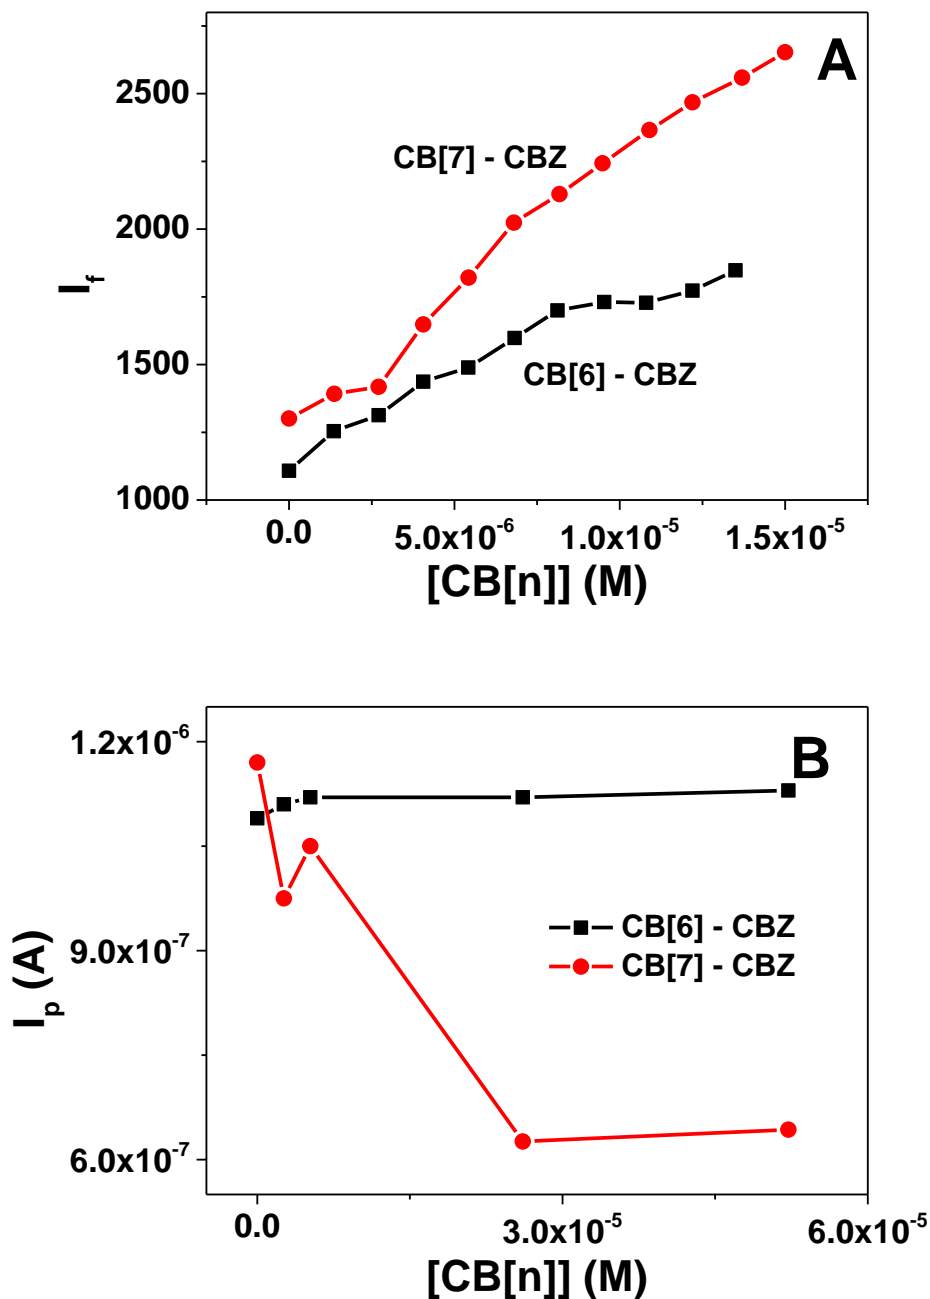 A
2500
2000
1500
1000
I_f
CB[7] - CBZ
CB[6] - CBZ
0.0
5.0x10^-6
1.0x10^-5
1.5x10^-5
[CB[n]] (M)
B
1.2x10^-6
9.0x10^-7
6.0x10^-7
I_p (A)
CB[6] - CBZ
CB[7] - CBZ
0.0
3.0x10^-5
6.0x10^-5
[CB[n]] (M)